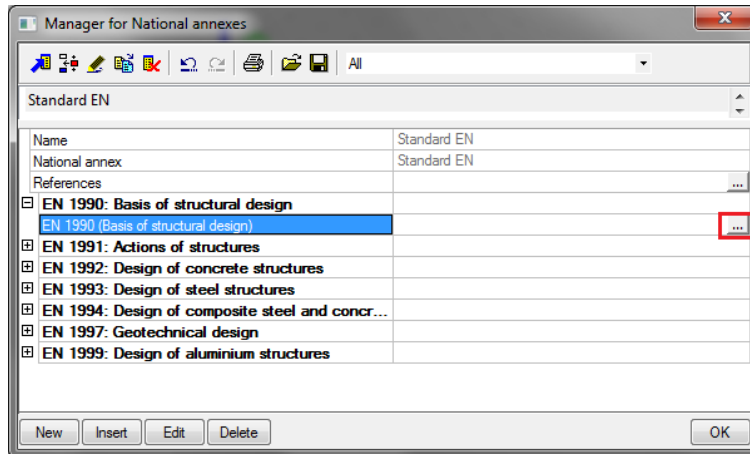 Manager for National annexes
All
Standard EN
Name Standard EN
National annex Standard EN
References ...
EN 1990: Basis of structural design
EN 1990 (Basis of structural design) ...
EN 1991: Actions of structures
EN 1992: Design of concrete structures
EN 1993: Design of steel structures
EN 1994: Design of composite steel and concr...
EN 1997: Geotechnical design
EN 1999: Design of aluminium structures
New Insert Edit Delete OK